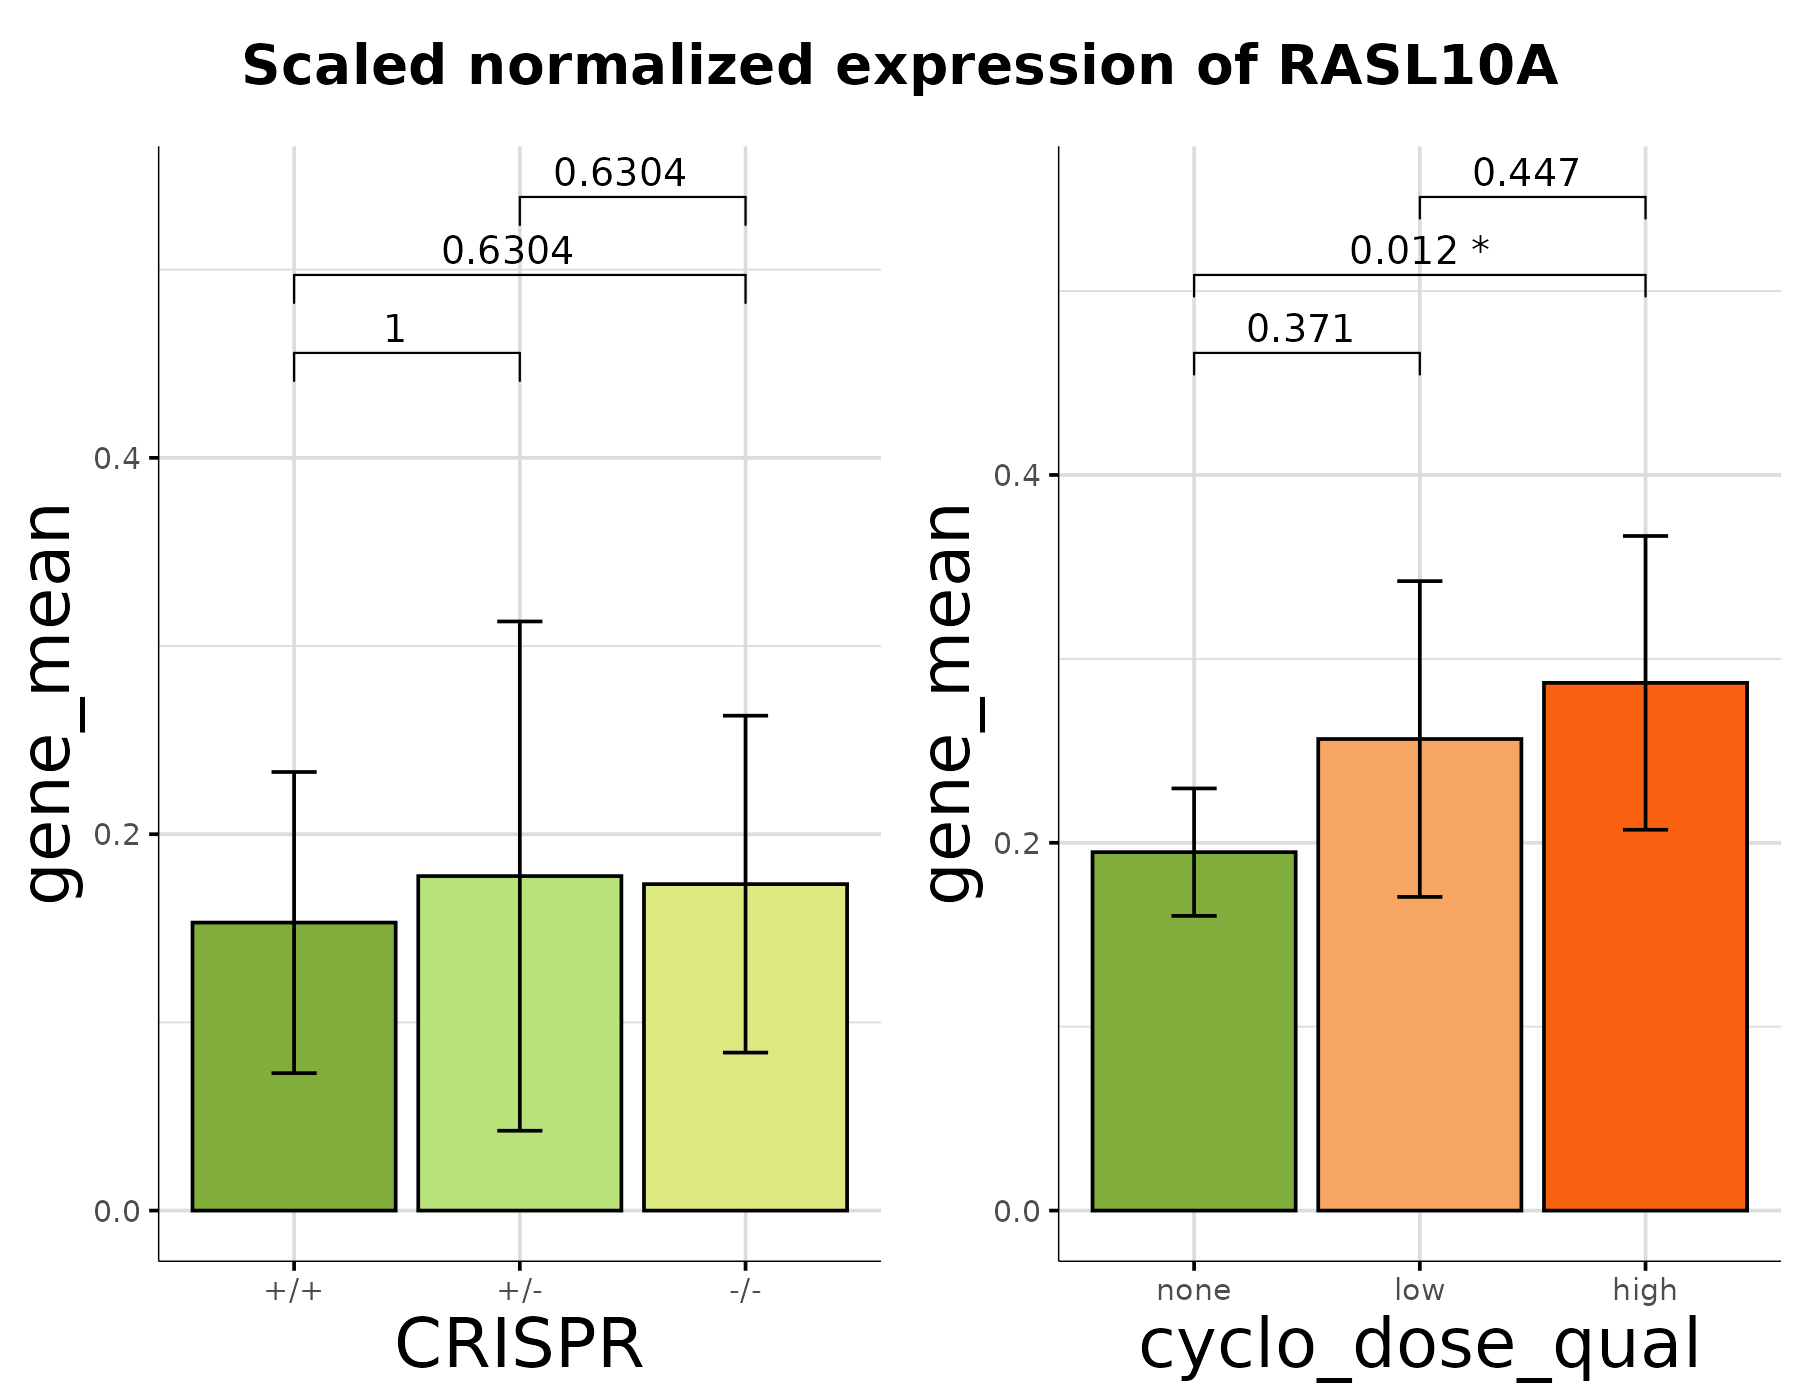 Scaled normalized expression of RASL10A
gene_mean
0.4
0.2
0.0
0.6304
0.6304
1
+/+
+/-
-/-
CRISPR
gene_mean
0.4
0.2
0.0
0.447
0.012 *
0.371
none
low
high
cyclo_dose_qual